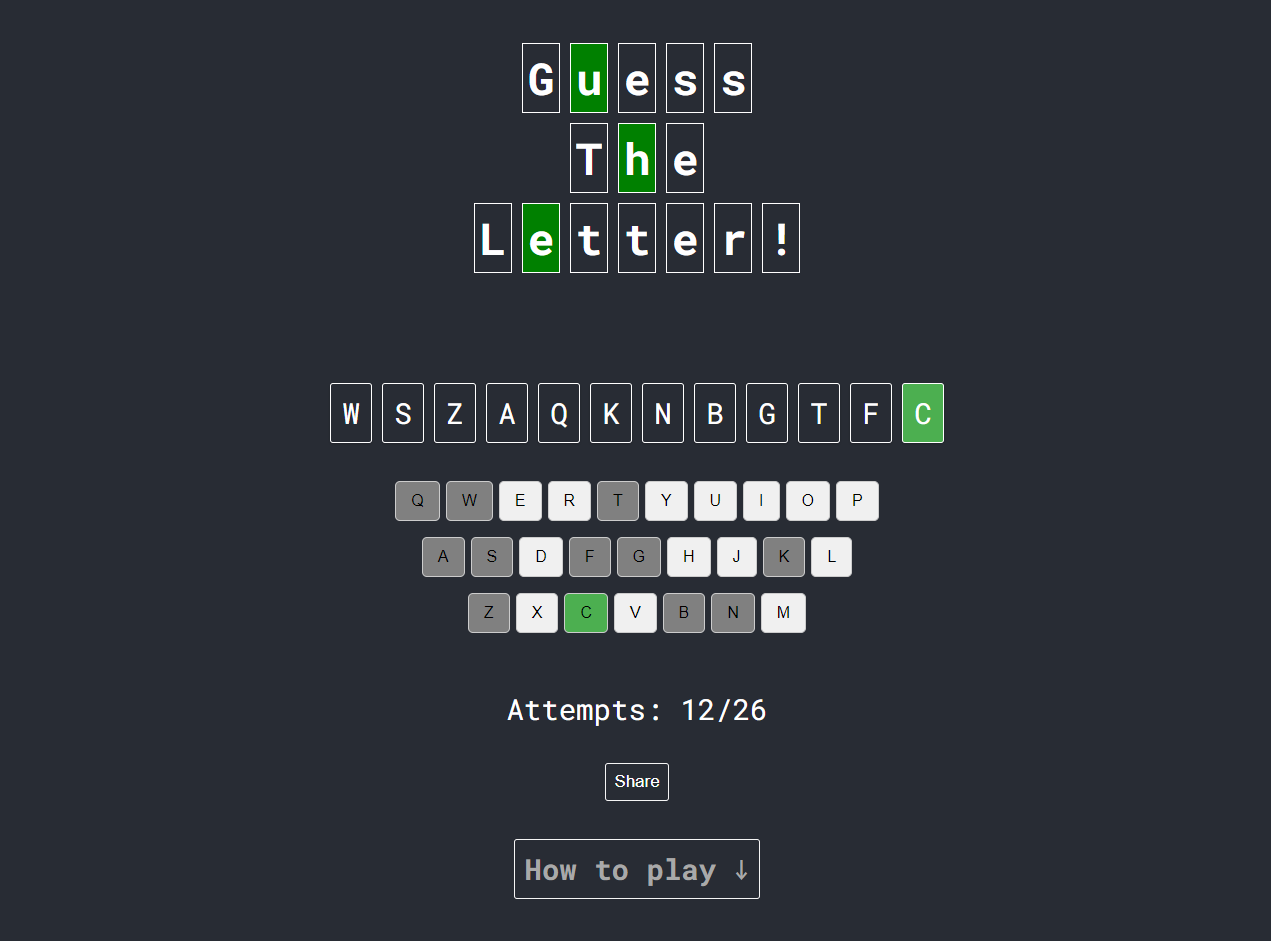 Guess
The
Letter!
W S Z A Q K N B G T F C
Q W E R T Y U I O P
A S D F G H J K L
Z X C V B N M
Attempts: 12/26
Share
How to play ↓